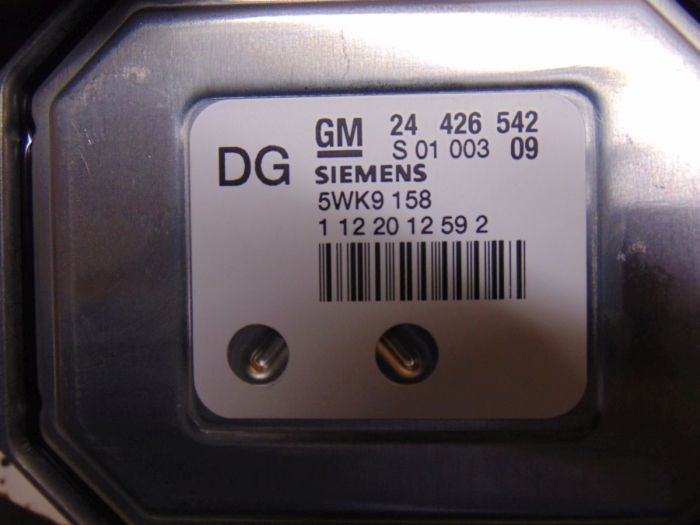 DG
GM 24 426 542
S 01 003 09
SIEMENS
5WK9 158
1 12 20 12 59 2